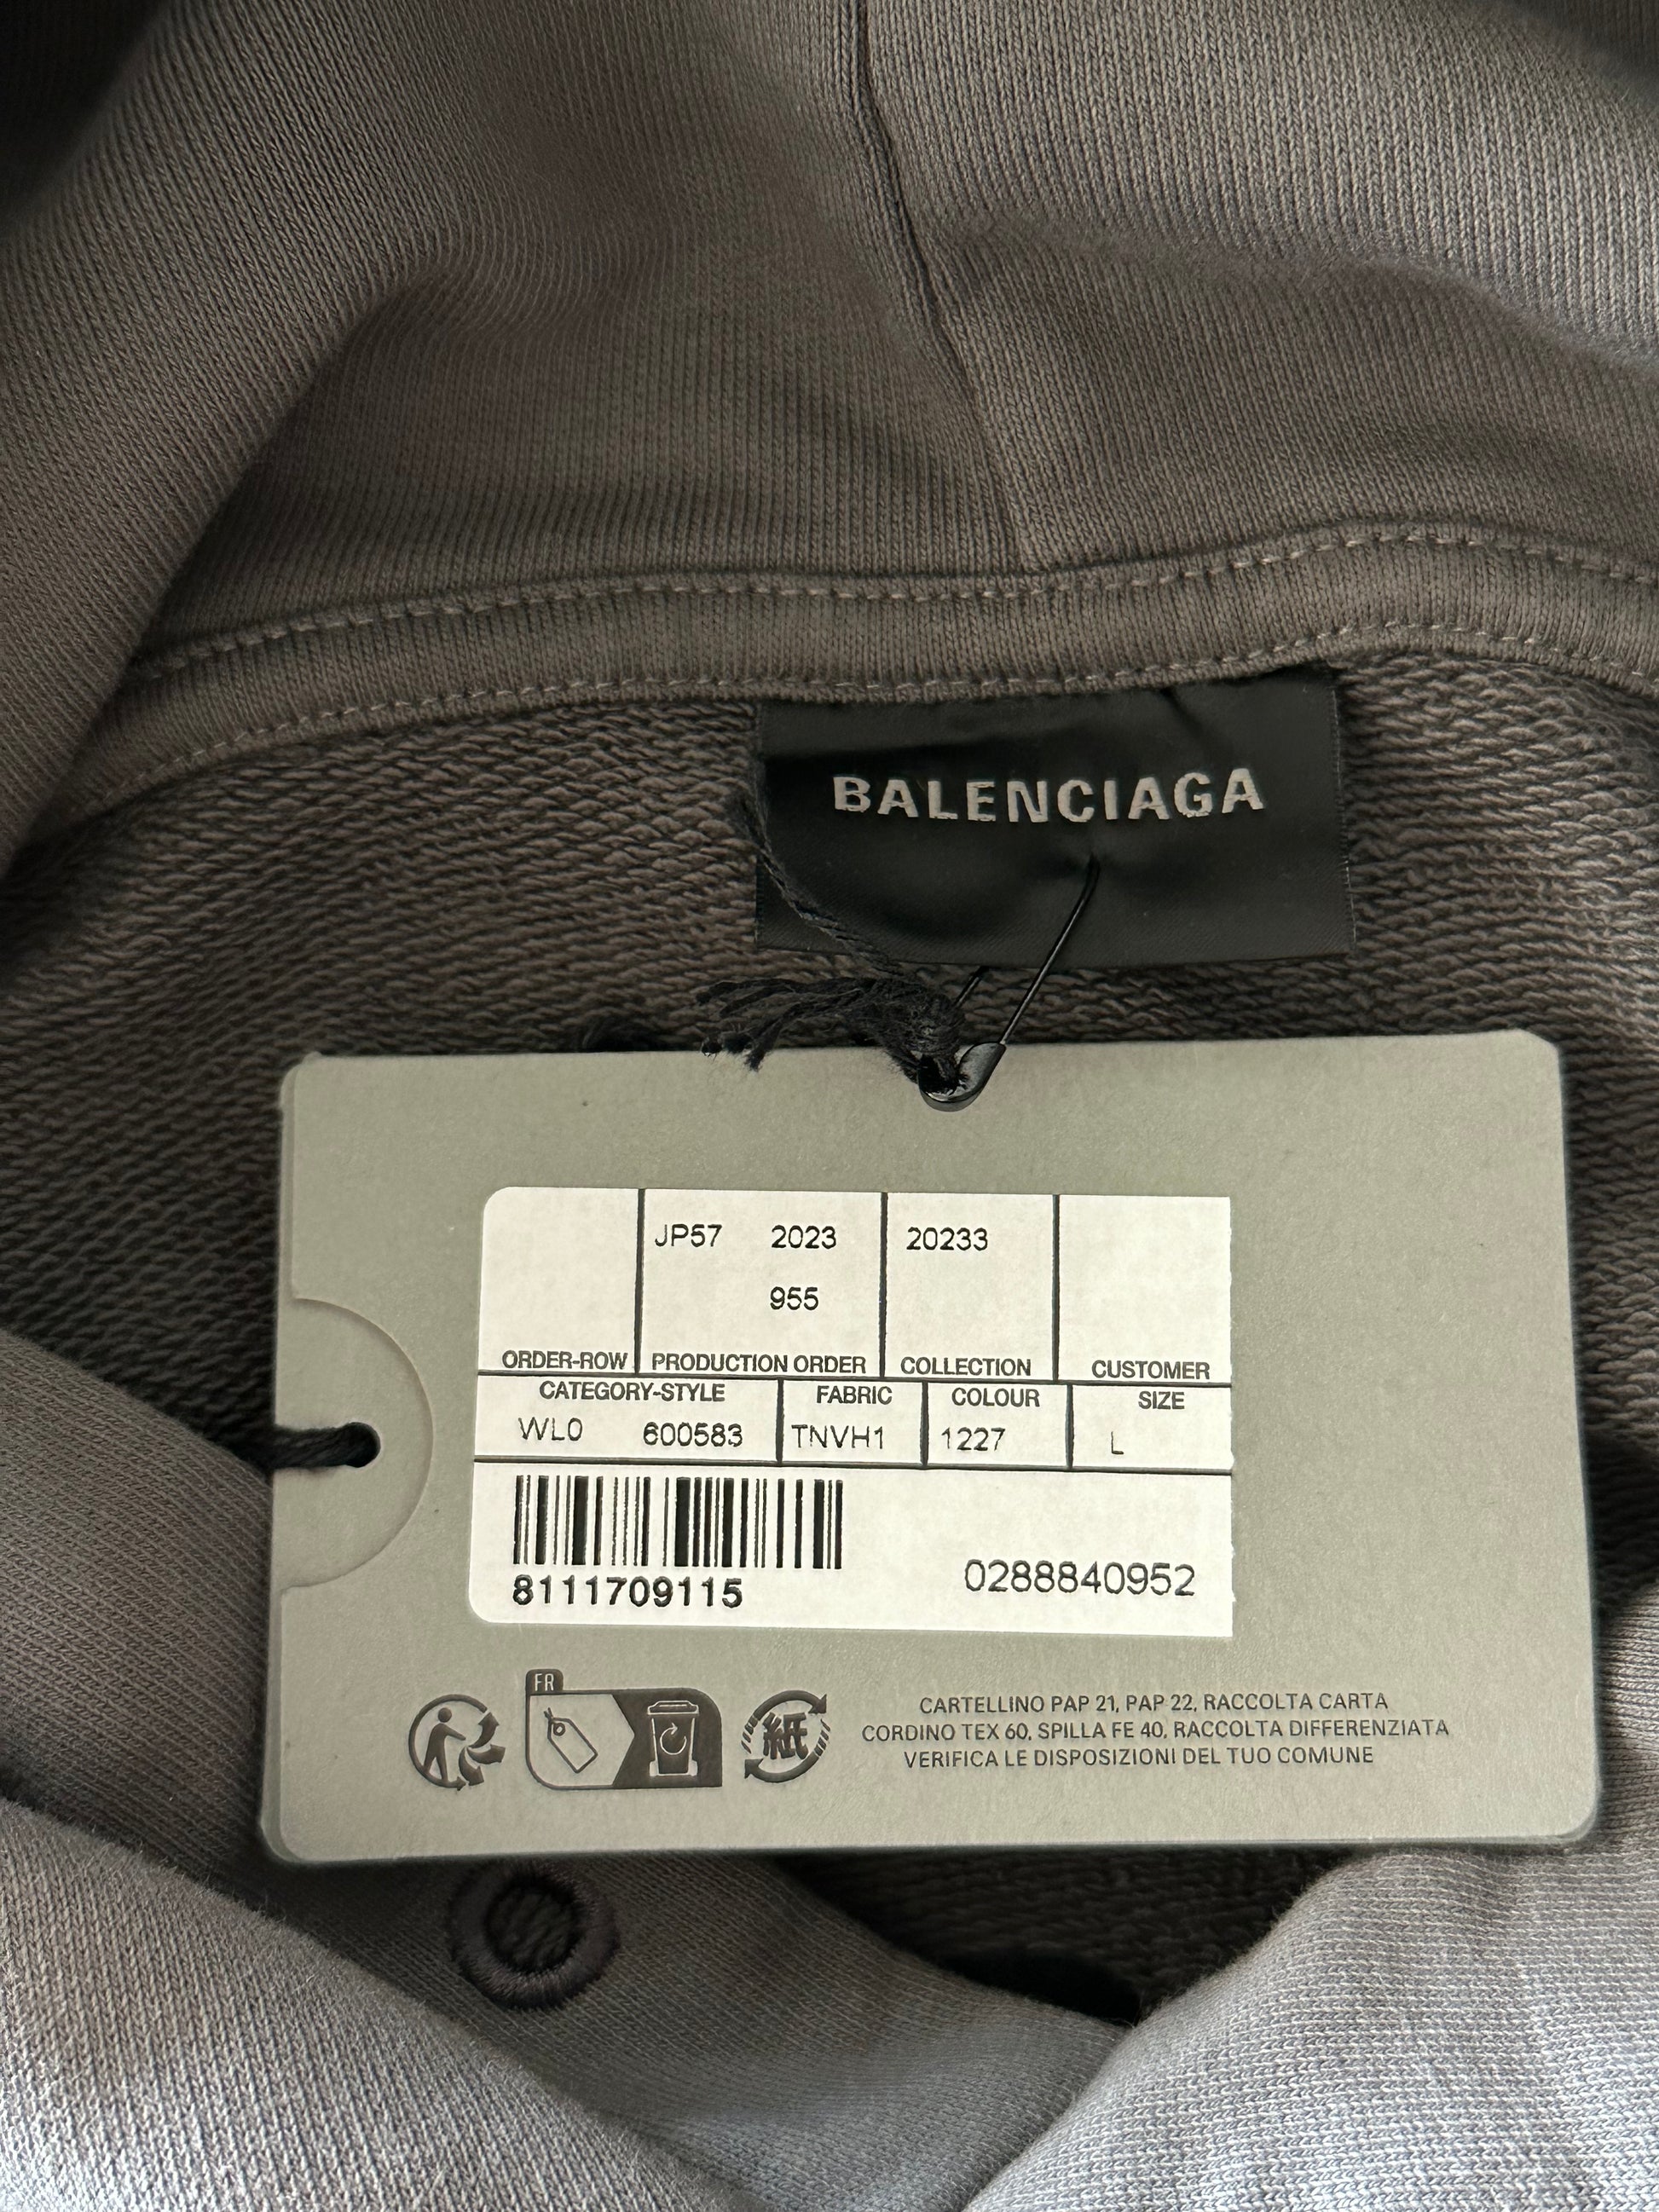 BALENCIAGA
JP57 2023 20233
955
ORDER-ROW PRODUCTION ORDER COLLECTION CUSTOMER
CATEGORY-STYLE FABRIC COLOUR SIZE
WL0 600583 TNVH1 1227 L
8111709115 0288840952
FR
紙
CARTELLINO PAP 21, PAP 22, RACCOLTA CARTA
CORDINO TEX 60, SPILLA FE 40, RACCOLTA DIFFERENZIATA
VERIFICA LE DISPOSIZIONI DEL TUO COMUNE